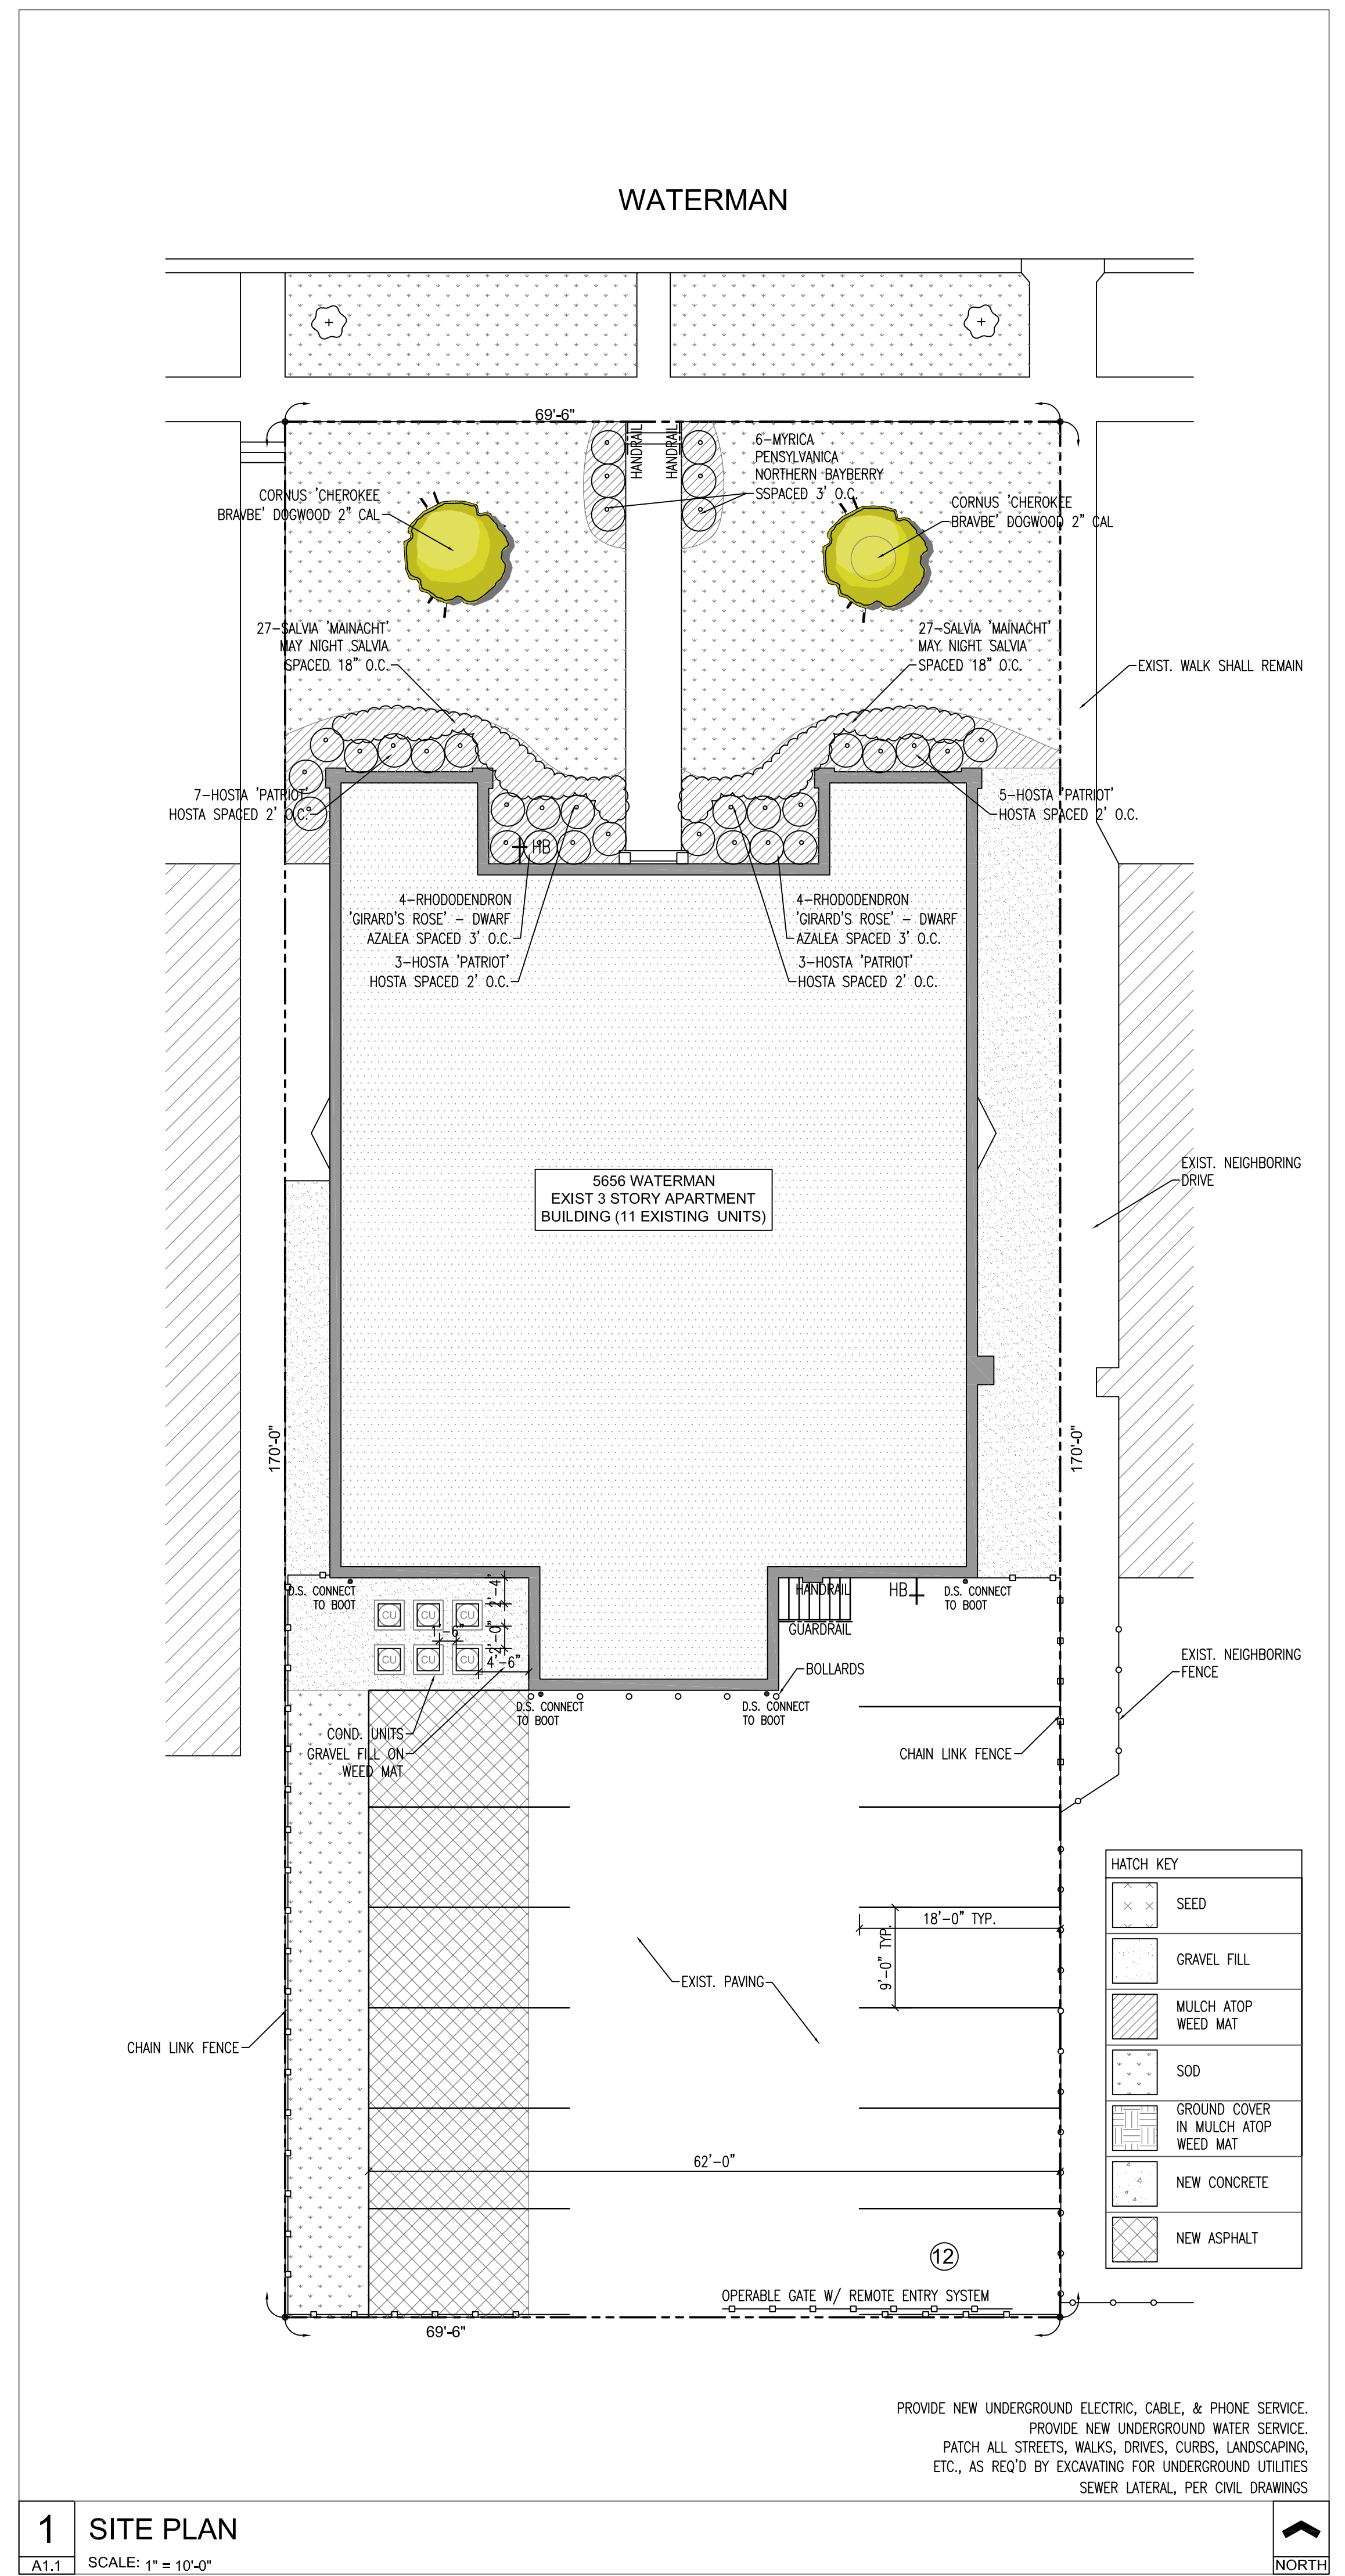 WATERMAN
69'-6"
HANDRAIL
HANDRAIL
6-MYRICA
PENSYLVANICA
NORTHERN BAYBERRY
SSPACED 3' O.C.
CORNUS 'CHEROKEE
BRAVBE' DOGWOOD 2" CAL
CORNUS 'CHEROKEE
BRAVBE' DOGWOOD 2" CAL
27-SALVIA 'MAINACHT'
MAY NIGHT SALVIA
SPACED 18" O.C.
27-SALVIA 'MAINACHT'
MAY NIGHT SALVIA
SPACED 18" O.C.
EXIST. WALK SHALL REMAIN
7-HOSTA 'PATRIOT'
HOSTA SPACED 2' O.C.
5-HOSTA 'PATRIOT'
HOSTA SPACED 2' O.C.
HB
4-RHODODENDRON
'GIRARD'S ROSE' - DWARF
AZALEA SPACED 3' O.C.
3-HOSTA 'PATRIOT'
HOSTA SPACED 2' O.C.
4-RHODODENDRON
'GIRARD'S ROSE' - DWARF
AZALEA SPACED 3' O.C.
3-HOSTA 'PATRIOT'
HOSTA SPACED 2' O.C.
5656 WATERMAN
EXIST 3 STORY APARTMENT
BUILDING (11 EXISTING UNITS)
EXIST. NEIGHBORING
DRIVE
170'-0"
170'-0"
D.S. CONNECT
TO BOOT
CU
CU
CU
CU
CU
CU
2'-4"
1'-6"
2'-0"
4'-6"
HANDRAIL
GUARDRAIL
HB
D.S. CONNECT
TO BOOT
BOLLARDS
EXIST. NEIGHBORING
FENCE
D.S. CONNECT
TO BOOT
D.S. CONNECT
TO BOOT
COND. UNITS
GRAVEL FILL ON
WEED MAT
CHAIN LINK FENCE
18'-0" TYP.
9'-0" TYP.
EXIST. PAVING
CHAIN LINK FENCE
62'-0"
12
OPERABLE GATE W/ REMOTE ENTRY SYSTEM
69'-6"
HATCH KEY
SEED
GRAVEL FILL
MULCH ATOP
WEED MAT
SOD
GROUND COVER
IN MULCH ATOP
WEED MAT
NEW CONCRETE
NEW ASPHALT
PROVIDE NEW UNDERGROUND ELECTRIC, CABLE, & PHONE SERVICE.
PROVIDE NEW UNDERGROUND WATER SERVICE.
PATCH ALL STREETS, WALKS, DRIVES, CURBS, LANDSCAPING,
ETC., AS REQ'D BY EXCAVATING FOR UNDERGROUND UTILITIES
SEWER LATERAL, PER CIVIL DRAWINGS
1
A1.1
SITE PLAN
SCALE: 1" = 10'-0"
NORTH